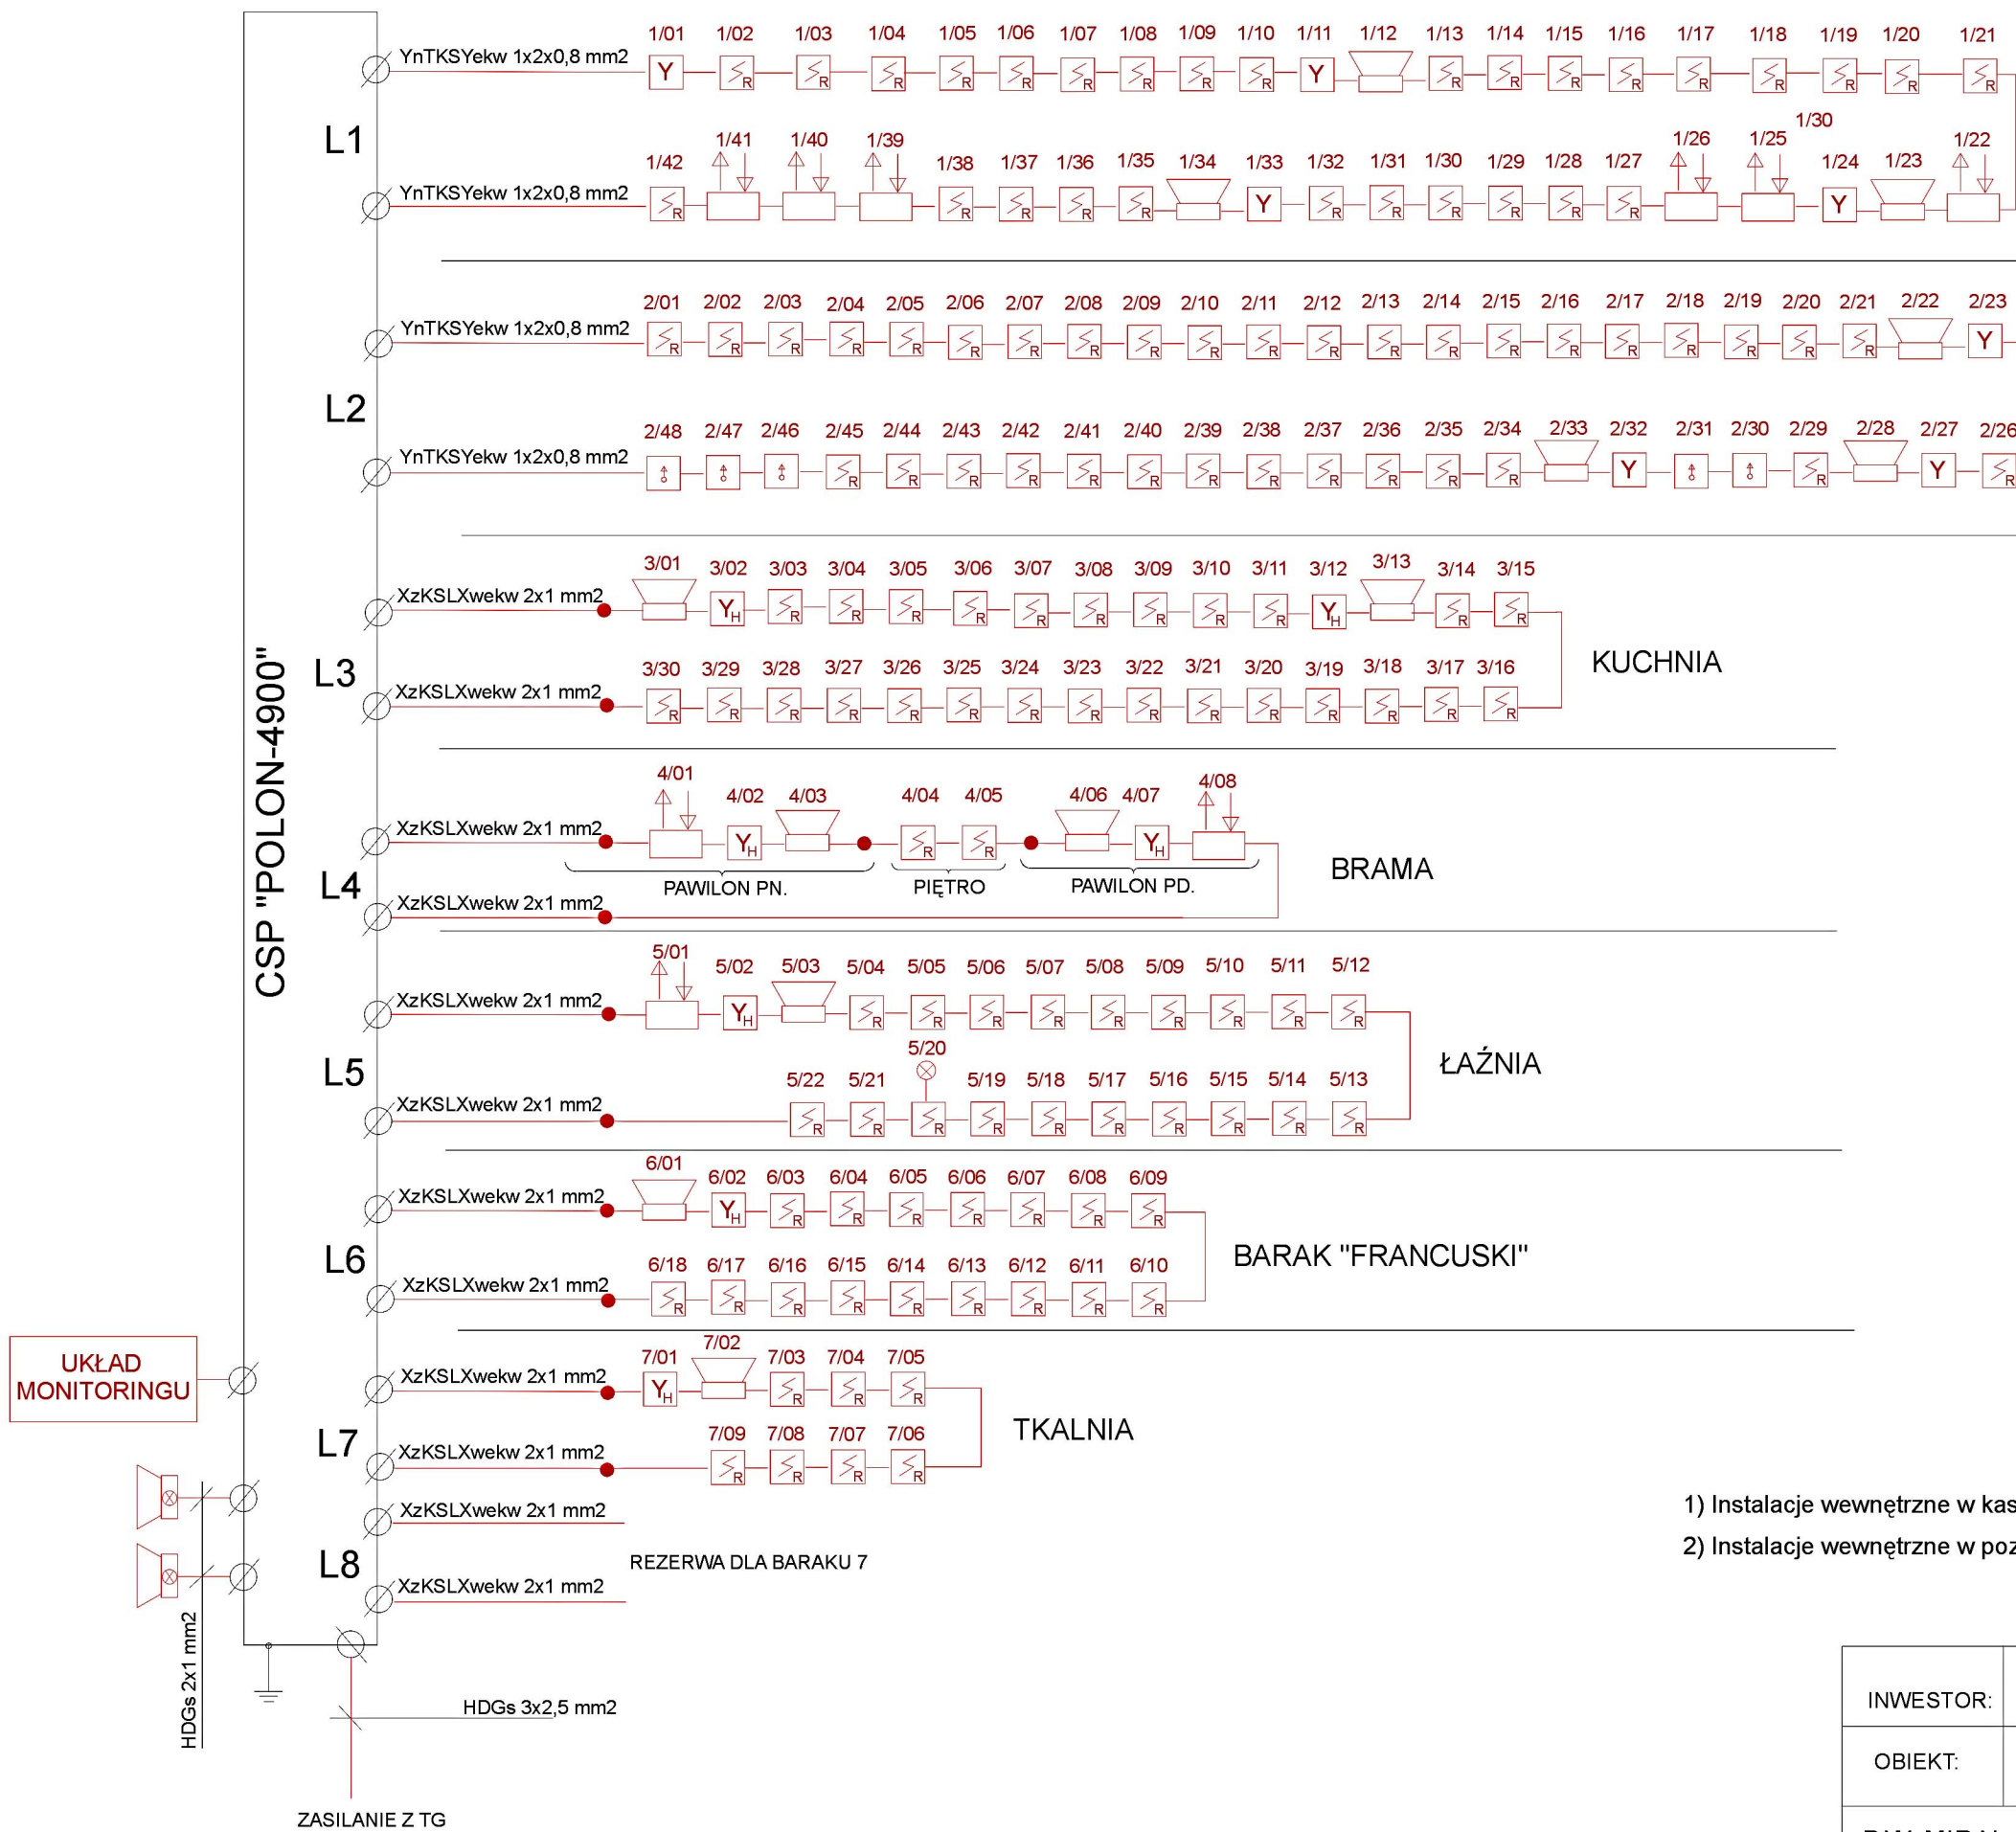 1/01 1/02 1/03 1/04 1/05 1/06 1/07 1/08 1/09 1/10 1/11 1/12 1/13 1/14 1/15 1/16 1/17 1/18 1/19 1/20 1/21
YnTKSYekw 1x2x0,8 mm2
Y R R R R R R R R R Y R R R R R R R R R
L1
1/42 1/41 1/40 1/39 1/38 1/37 1/36 1/35 1/34 1/33 1/32 1/31 1/30 1/29 1/28 1/27 1/26 1/25 1/30 1/24 1/23 1/22
YnTKSYekw 1x2x0,8 mm2
R R R R R Y R R R R R R Y
2/01 2/02 2/03 2/04 2/05 2/06 2/07 2/08 2/09 2/10 2/11 2/12 2/13 2/14 2/15 2/16 2/17 2/18 2/19 2/20 2/21 2/22 2/23
YnTKSYekw 1x2x0,8 mm2
R R R R R R R R R R R R R R R R R R R R R Y
L2
2/48 2/47 2/46 2/45 2/44 2/43 2/42 2/41 2/40 2/39 2/38 2/37 2/36 2/35 2/34 2/33 2/32 2/31 2/30 2/29 2/28 2/27 2/26
YnTKSYekw 1x2x0,8 mm2
R R R R R R R R R R R R Y R Y R
3/01 3/02 3/03 3/04 3/05 3/06 3/07 3/08 3/09 3/10 3/11 3/12 3/13 3/14 3/15
XzKSLXwekw 2x1 mm2
YH R R R R R R R R R YH R R
CSP "POLON-4900"
L3
KUCHNIA
3/30 3/29 3/28 3/27 3/26 3/25 3/24 3/23 3/22 3/21 3/20 3/19 3/18 3/17 3/16
XzKSLXwekw 2x1 mm2
R R R R R R R R R R R R R R R
4/01 4/02 4/03 4/04 4/05 4/06 4/07 4/08
XzKSLXwekw 2x1 mm2
YH R R YH
PAWILON PN. PIĘTRO PAWILON PD.
BRAMA
L4
XzKSLXwekw 2x1 mm2
5/01 5/02 5/03 5/04 5/05 5/06 5/07 5/08 5/09 5/10 5/11 5/12
XzKSLXwekw 2x1 mm2
YH R R R R R R R R R
L5
ŁAŹNIA
5/22 5/21 5/20 5/19 5/18 5/17 5/16 5/15 5/14 5/13
XzKSLXwekw 2x1 mm2
R R R R R R R R R R
6/01 6/02 6/03 6/04 6/05 6/06 6/07 6/08 6/09
XzKSLXwekw 2x1 mm2
YH R R R R R R R
L6
BARAK "FRANCUSKI"
6/18 6/17 6/16 6/15 6/14 6/13 6/12 6/11 6/10
XzKSLXwekw 2x1 mm2
R R R R R R R R R
UKŁAD
MONITORINGU
7/01 7/02 7/03 7/04 7/05
XzKSLXwekw 2x1 mm2
YH R R R
L7
TKALNIA
7/09 7/08 7/07 7/06
XzKSLXwekw 2x1 mm2
R R R R
XzKSLXwekw 2x1 mm2
L8
REZERWA DLA BARAKU 7
XzKSLXwekw 2x1 mm2
1) Instalacje wewnętrzne w kas
2) Instalacje wewnętrzne w poz
HDGs 2x1 mm2
HDGs 3x2,5 mm2
ZASILANIE Z TG
INWESTOR:
OBIEKT: